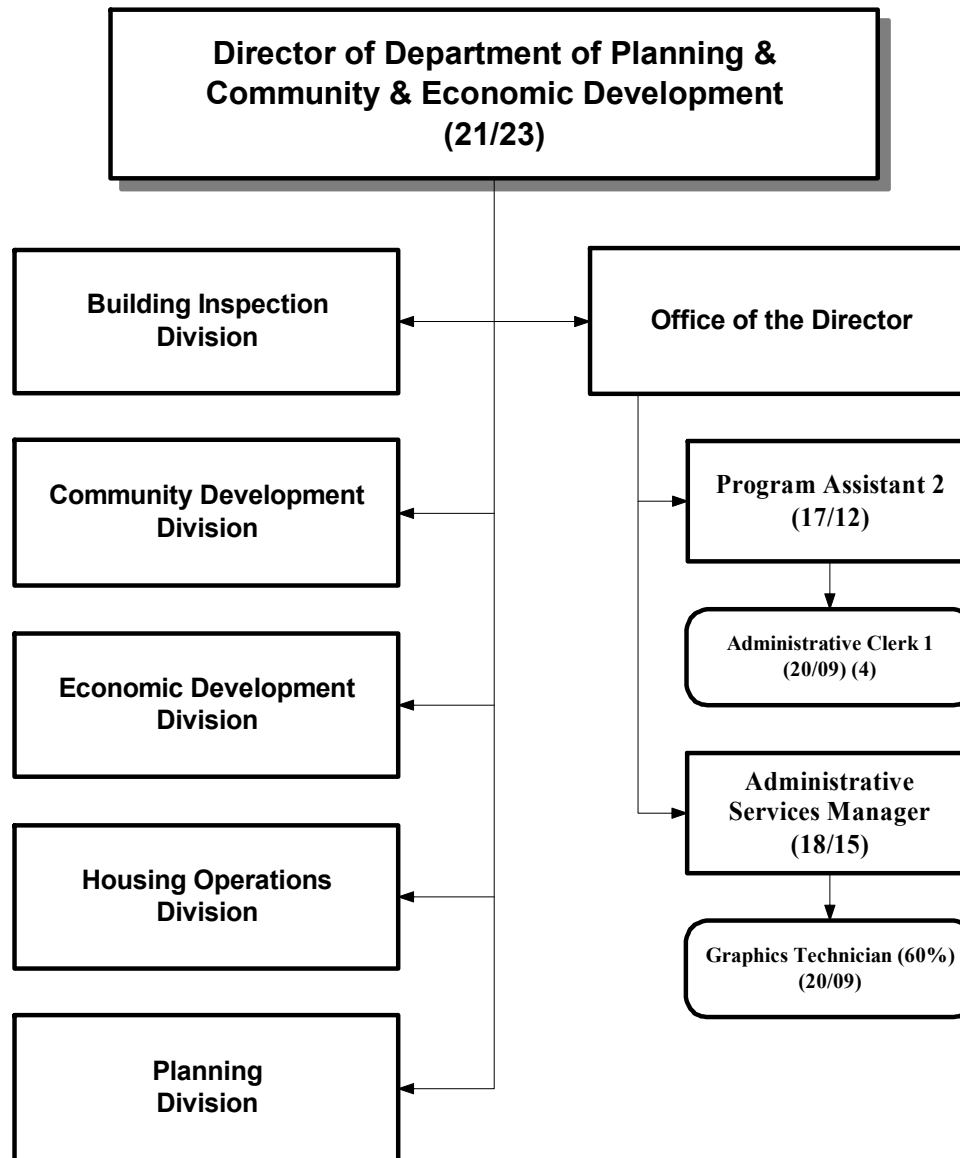 Director of Department of Planning &
Community & Economic Development
(21/23)
Building Inspection
Division
Office of the Director
Community Development
Division
Program Assistant 2
(17/12)
Administrative Clerk 1
(20/09) (4)
Economic Development
Division
Administrative
Services Manager
(18/15)
Housing Operations
Division
Graphics Technician (60%)
(20/09)
Planning
Division